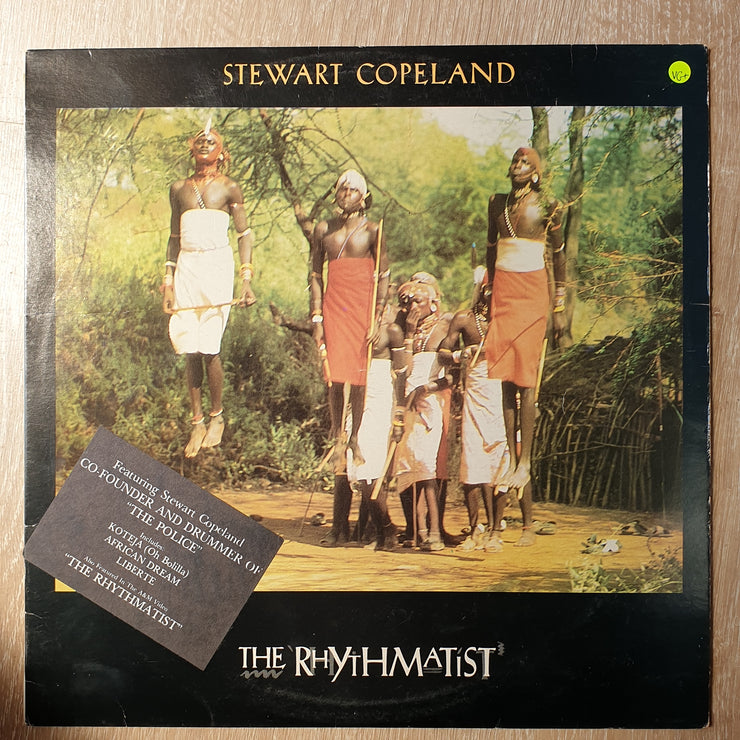 STEWART COPELAND
VG+
Featuring Stewart Copeland
CO-FOUNDER AND DRUMMER OF
"THE POLICE"
Includes
KOTEJA (Oh Bolilla)
AFRICAN DREAM
LIBERTE
Also Featured In The A&M Video
"THE RHYTHMATIST"
THE RHYTHMATIST